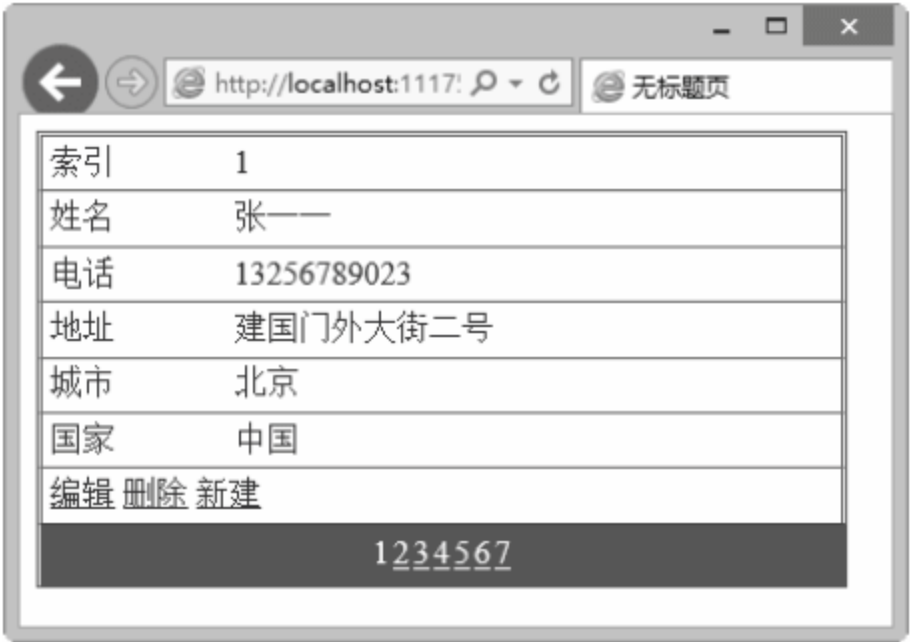 http://localhost:1117 无标题页
索引 1
姓名 张一一
电话 13256789023
地址 建国门外大街二号
城市 北京
国家 中国
编辑 删除 新建
1234567